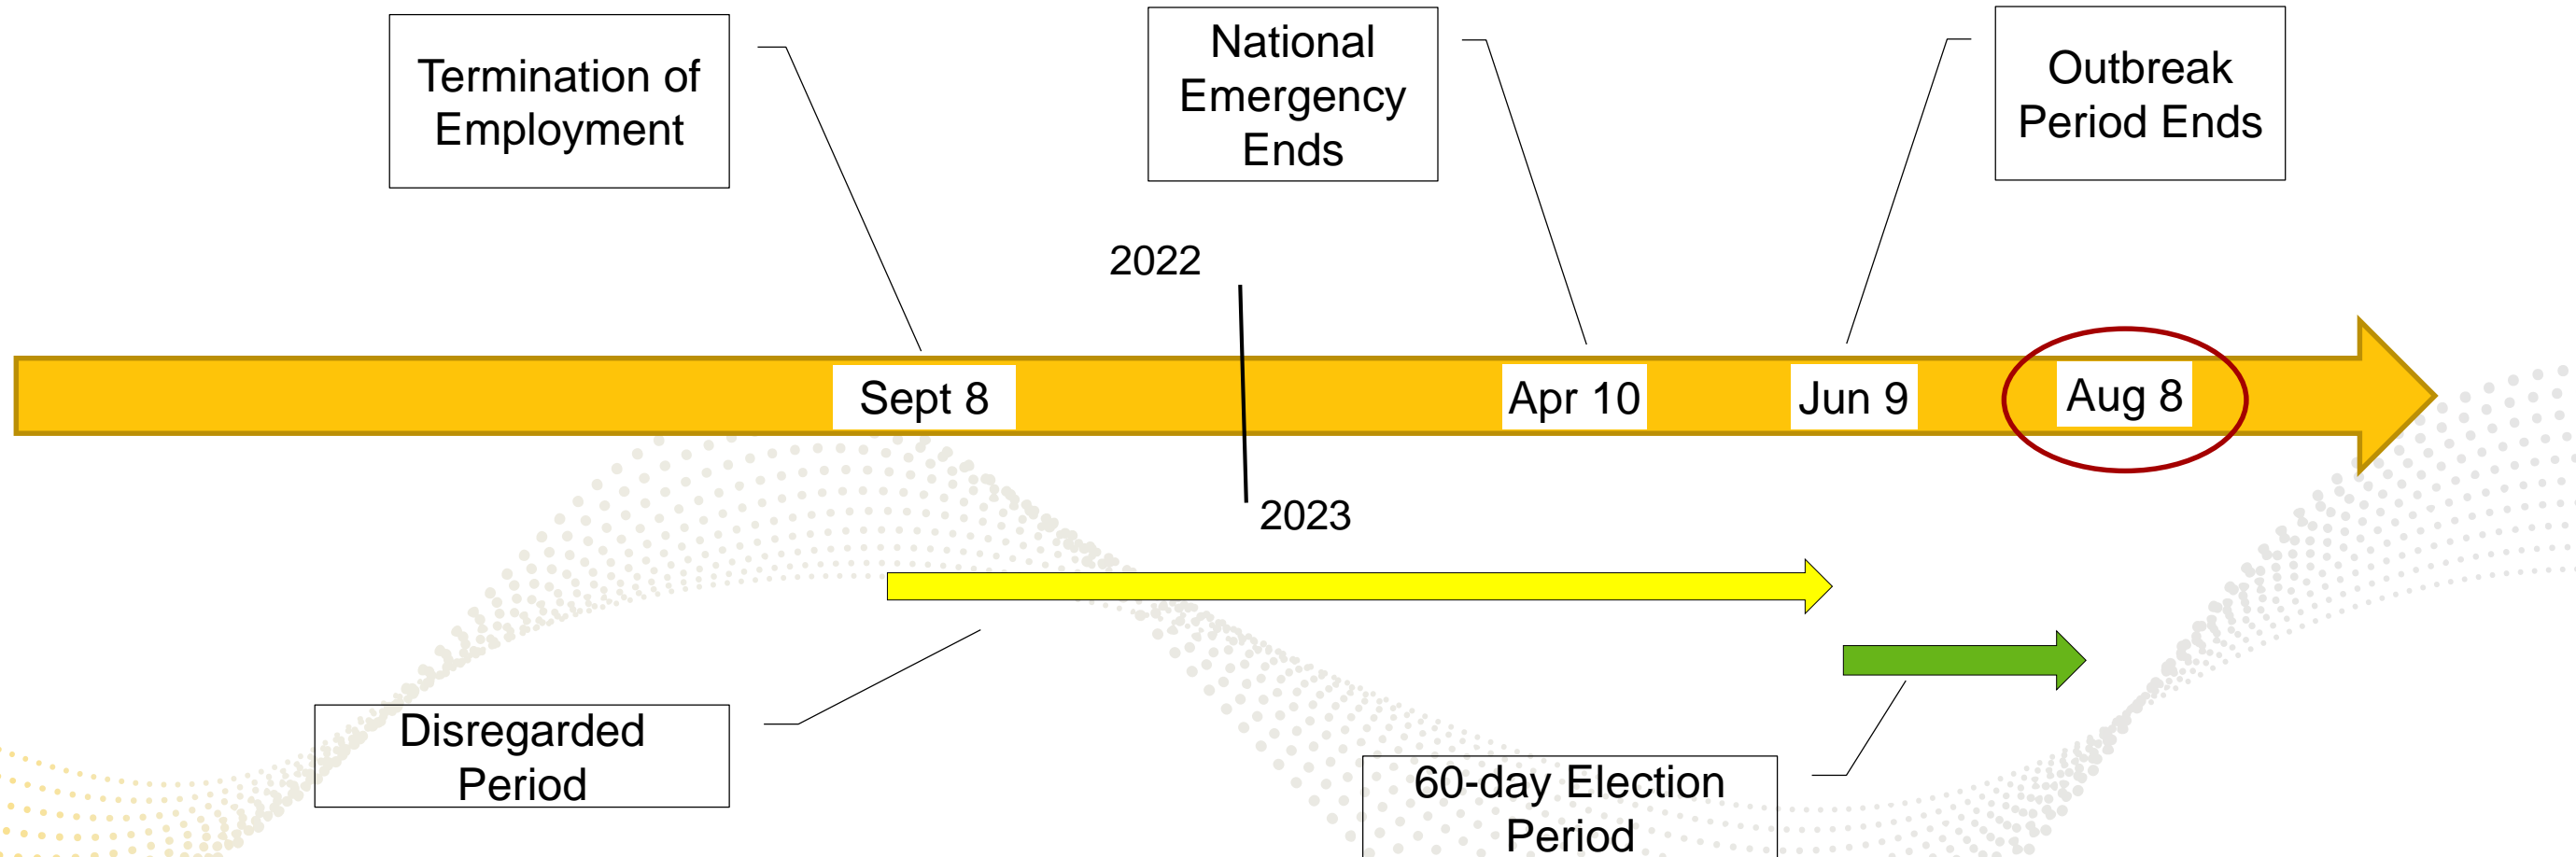 Termination of
Employment
National
Emergency
Ends
Outbreak
Period Ends
2022
Sept 8
Apr 10
Jun 9
Aug 8
2023
Disregarded
Period
60-day Election
Period